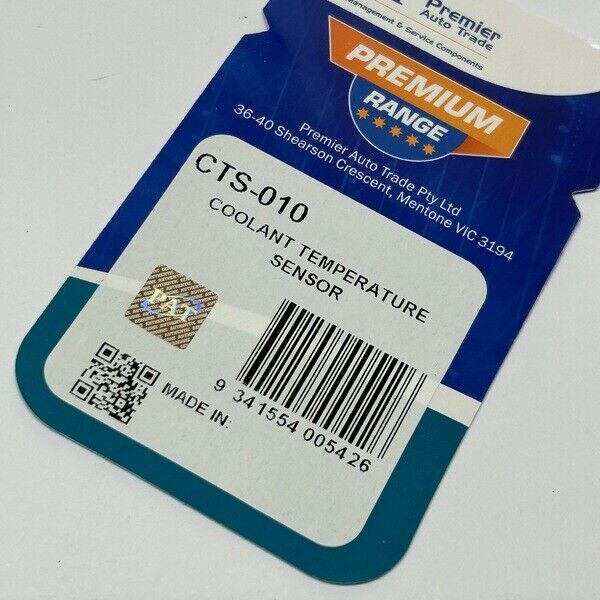 Premier
Auto Trade
Management & Service Components
PREMIUM
RANGE
Premier Auto Trade Pty Ltd
36-40 Shearson Crescent, Mentone VIC 3194
CTS-010
COOLANT TEMPERATURE
SENSOR
PAT
MADE IN:
9 341554 005426